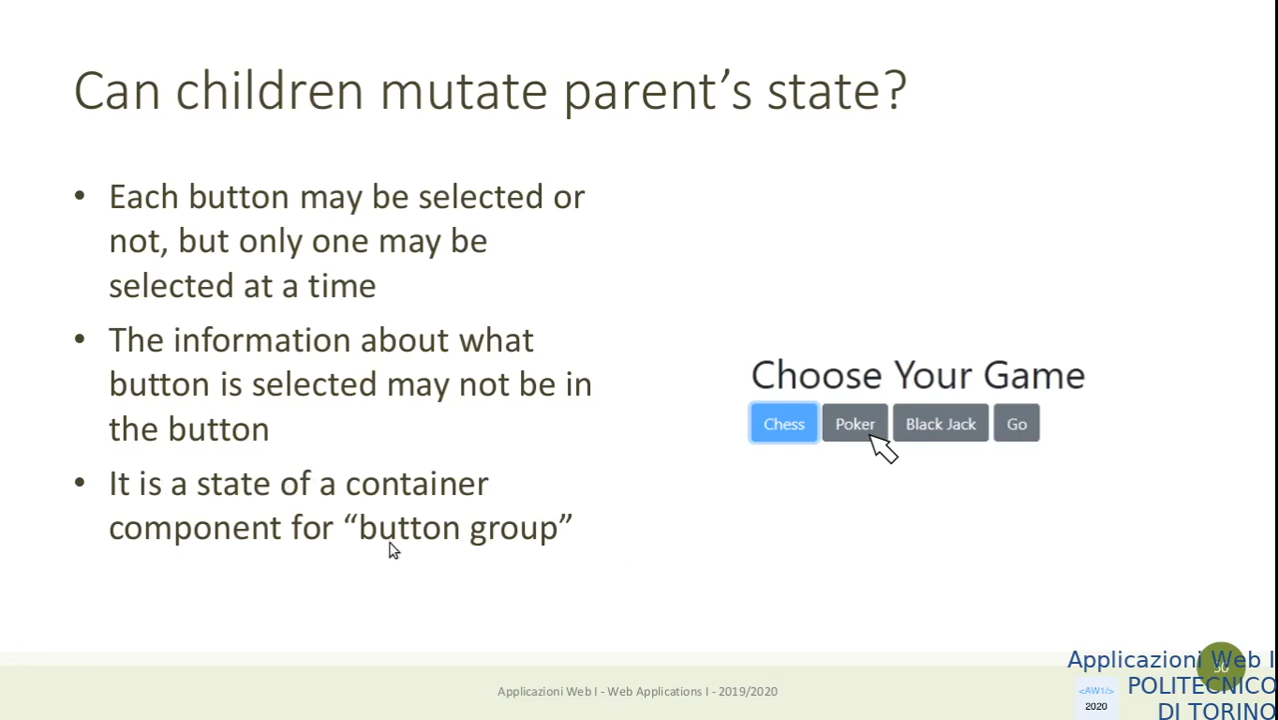 Can children mutate parent's state?
• Each button may be selected or
not, but only one may be
selected at a time
• The information about what
button is selected may not be in
the button
• It is a state of a container
component for “button group”
Choose Your Game
Chess Poker Black Jack Go
Applicazioni Web I - Web Applications I - 2019/2020
Applicazioni Web I
POLITECNICO
DI TORINO
<AW1/>
2020